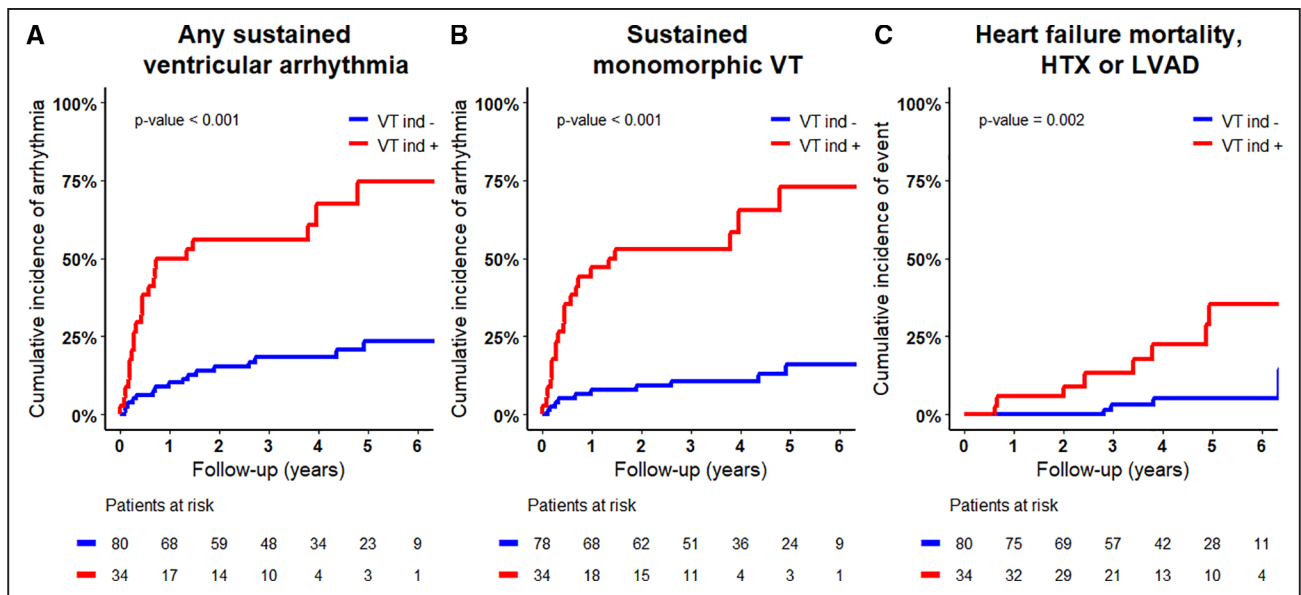 A
Any sustained
ventricular arrhythmia
Cumulative incidence of arrhythmia
100%
75%
50%
25%
0%
p-value < 0.001
VT ind -
VT ind +
0 1 2 3 4 5 6
Follow-up (years)
Patients at risk
80 68 59 48 34 23 9
34 17 14 10 4 3 1
B
Sustained
monomorphic VT
Cumulative incidence of arrhythmia
100%
75%
50%
25%
0%
p-value < 0.001
VT ind -
VT ind +
0 1 2 3 4 5 6
Follow-up (years)
Patients at risk
78 68 62 51 36 24 9
34 18 15 11 4 3 1
C
Heart failure mortality,
HTX or LVAD
Cumulative incidence of event
100%
75%
50%
25%
0%
p-value = 0.002
VT ind -
VT ind +
0 1 2 3 4 5 6
Follow-up (years)
Patients at risk
80 75 69 57 42 28 11
34 32 29 21 13 10 4